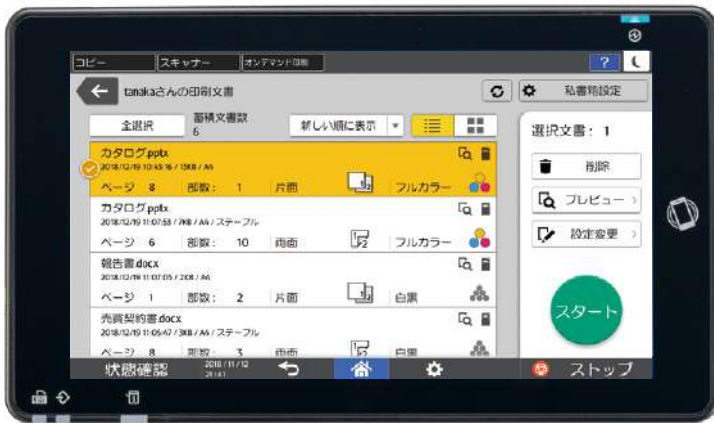 コピー スキャナー オンデマンド印刷 ?
tanakaさんの印刷文書 私書箱設定
全選択 蓄積文書数 6 新しい順に表示 選択文書: 1
カタログ.pptx
2018/12/19 10:45:16 / 15KB / A4
ページ 8 部数: 1 片面 フルカラー
削除
カタログ.pptx
2018/12/19 11:07:53 / 7KB / A4 / ステープル
ページ 6 部数: 10 両面 フルカラー
プレビュー
設定変更
報告書.docx
2018/12/19 11:07:05 / 2KB / A4
ページ 1 部数: 2 片面 白黒
売買契約書.docx
2018/12/19 11:05:47 / 3KB / A4 / ステープル
ページ 8 部数: 3 両面 白黒
スタート
状態確認 2018/11/12 ストップ